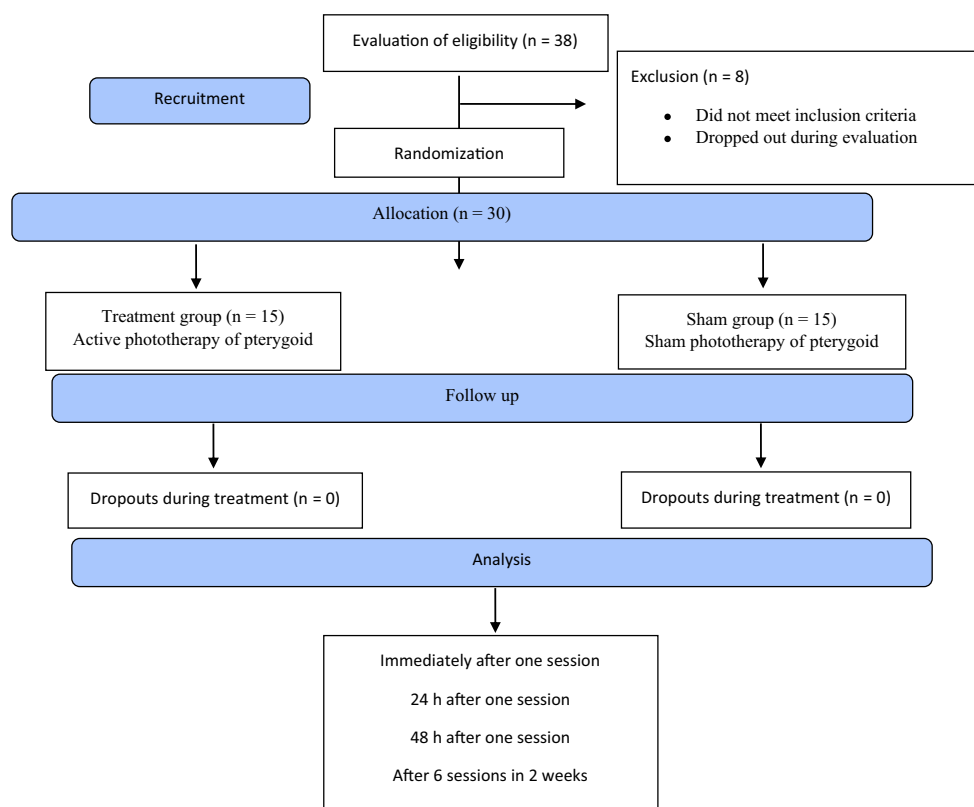 Evaluation of eligibility (n = 38)
Exclusion (n = 8)
• Did not meet inclusion criteria
• Dropped out during evaluation
Recruitment
Randomization
Allocation (n = 30)
Treatment group (n = 15)
Active phototherapy of pterygoid
Sham group (n = 15)
Sham phototherapy of pterygoid
Follow up
Dropouts during treatment (n = 0)
Dropouts during treatment (n = 0)
Analysis
Immediately after one session
24 h after one session
48 h after one session
After 6 sessions in 2 weeks